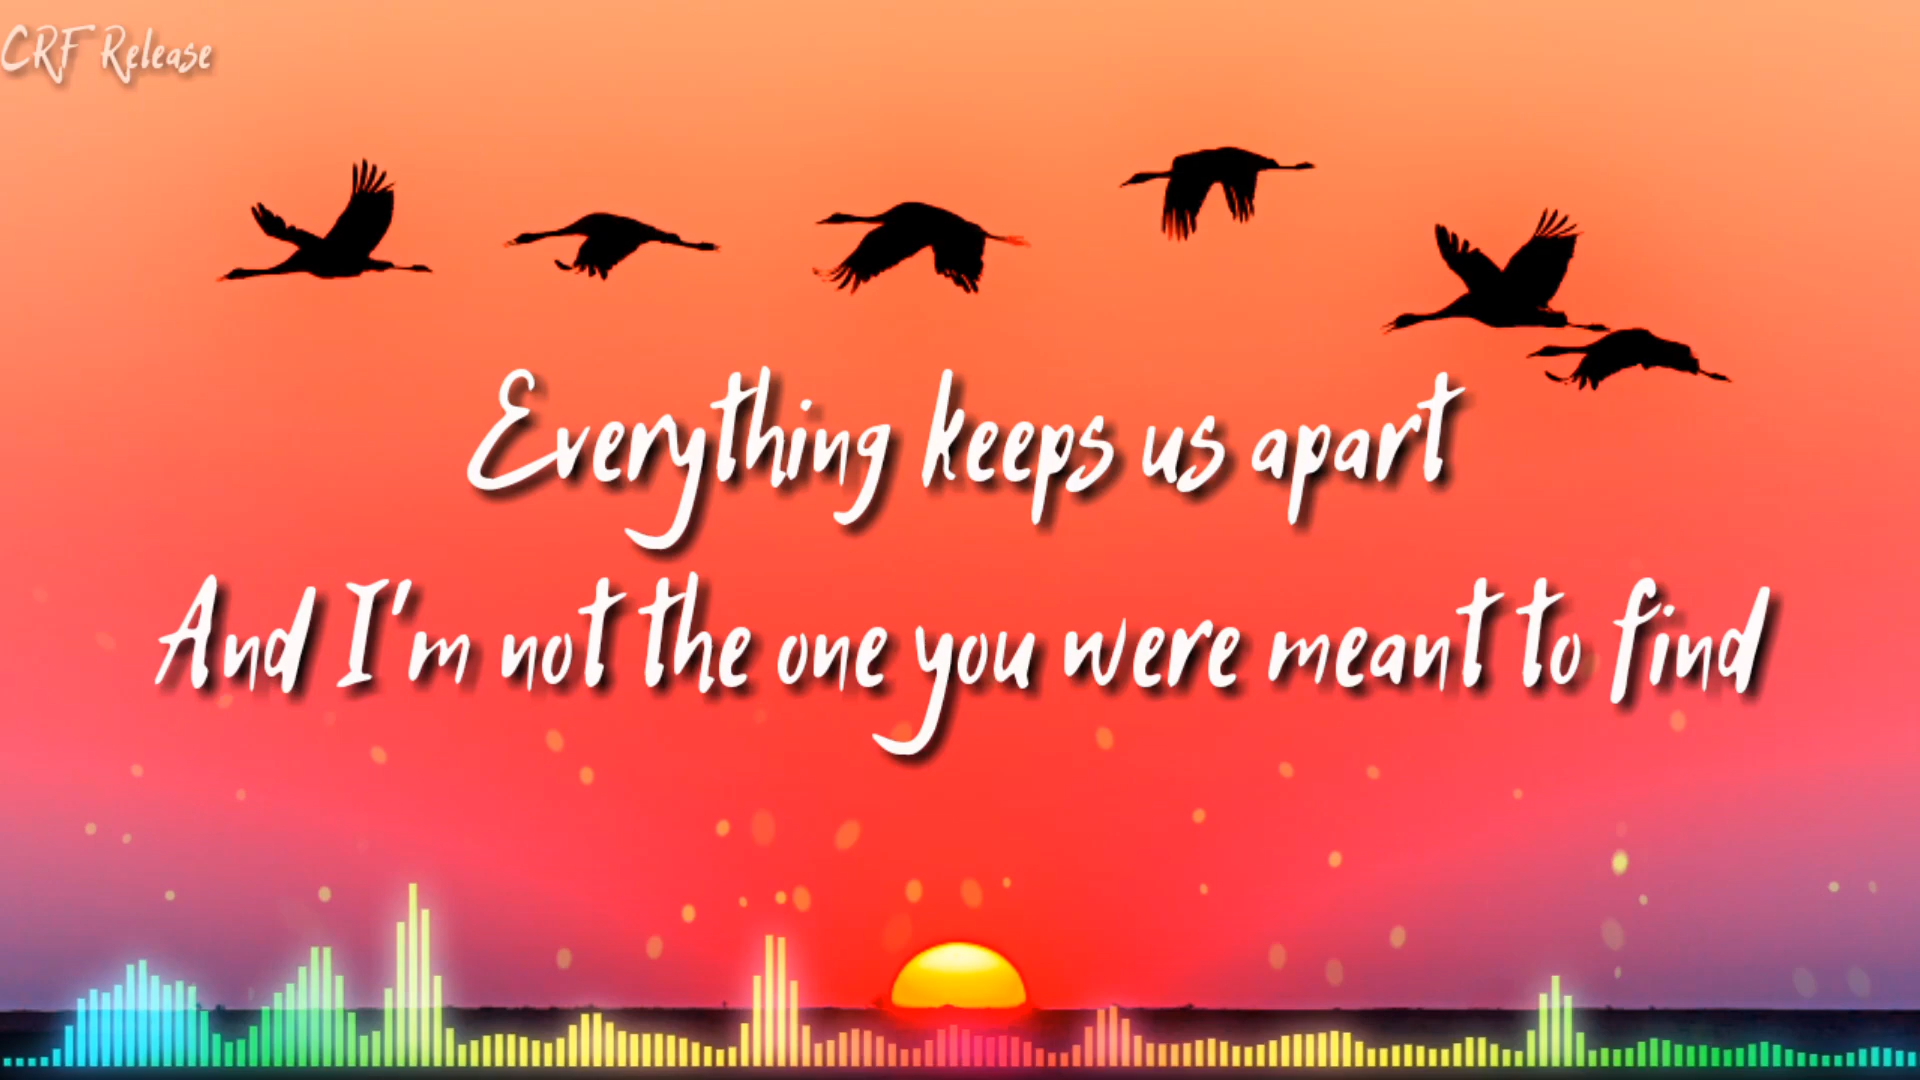 CRF Release
Everything keeps us apart
And I'm not the one you were meant to find